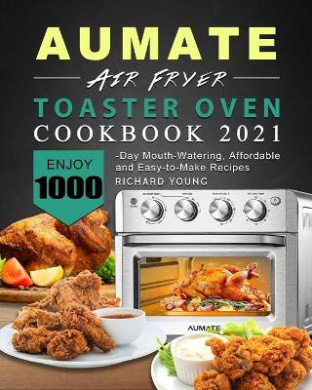 AUMATE
AIR FRYER
TOASTER OVEN
COOKBOOK 2021
ENJOY
1000
-Day Mouth-Watering, Affordable
and Easy-to-Make Recipes
RICHARD YOUNG
AUMATE